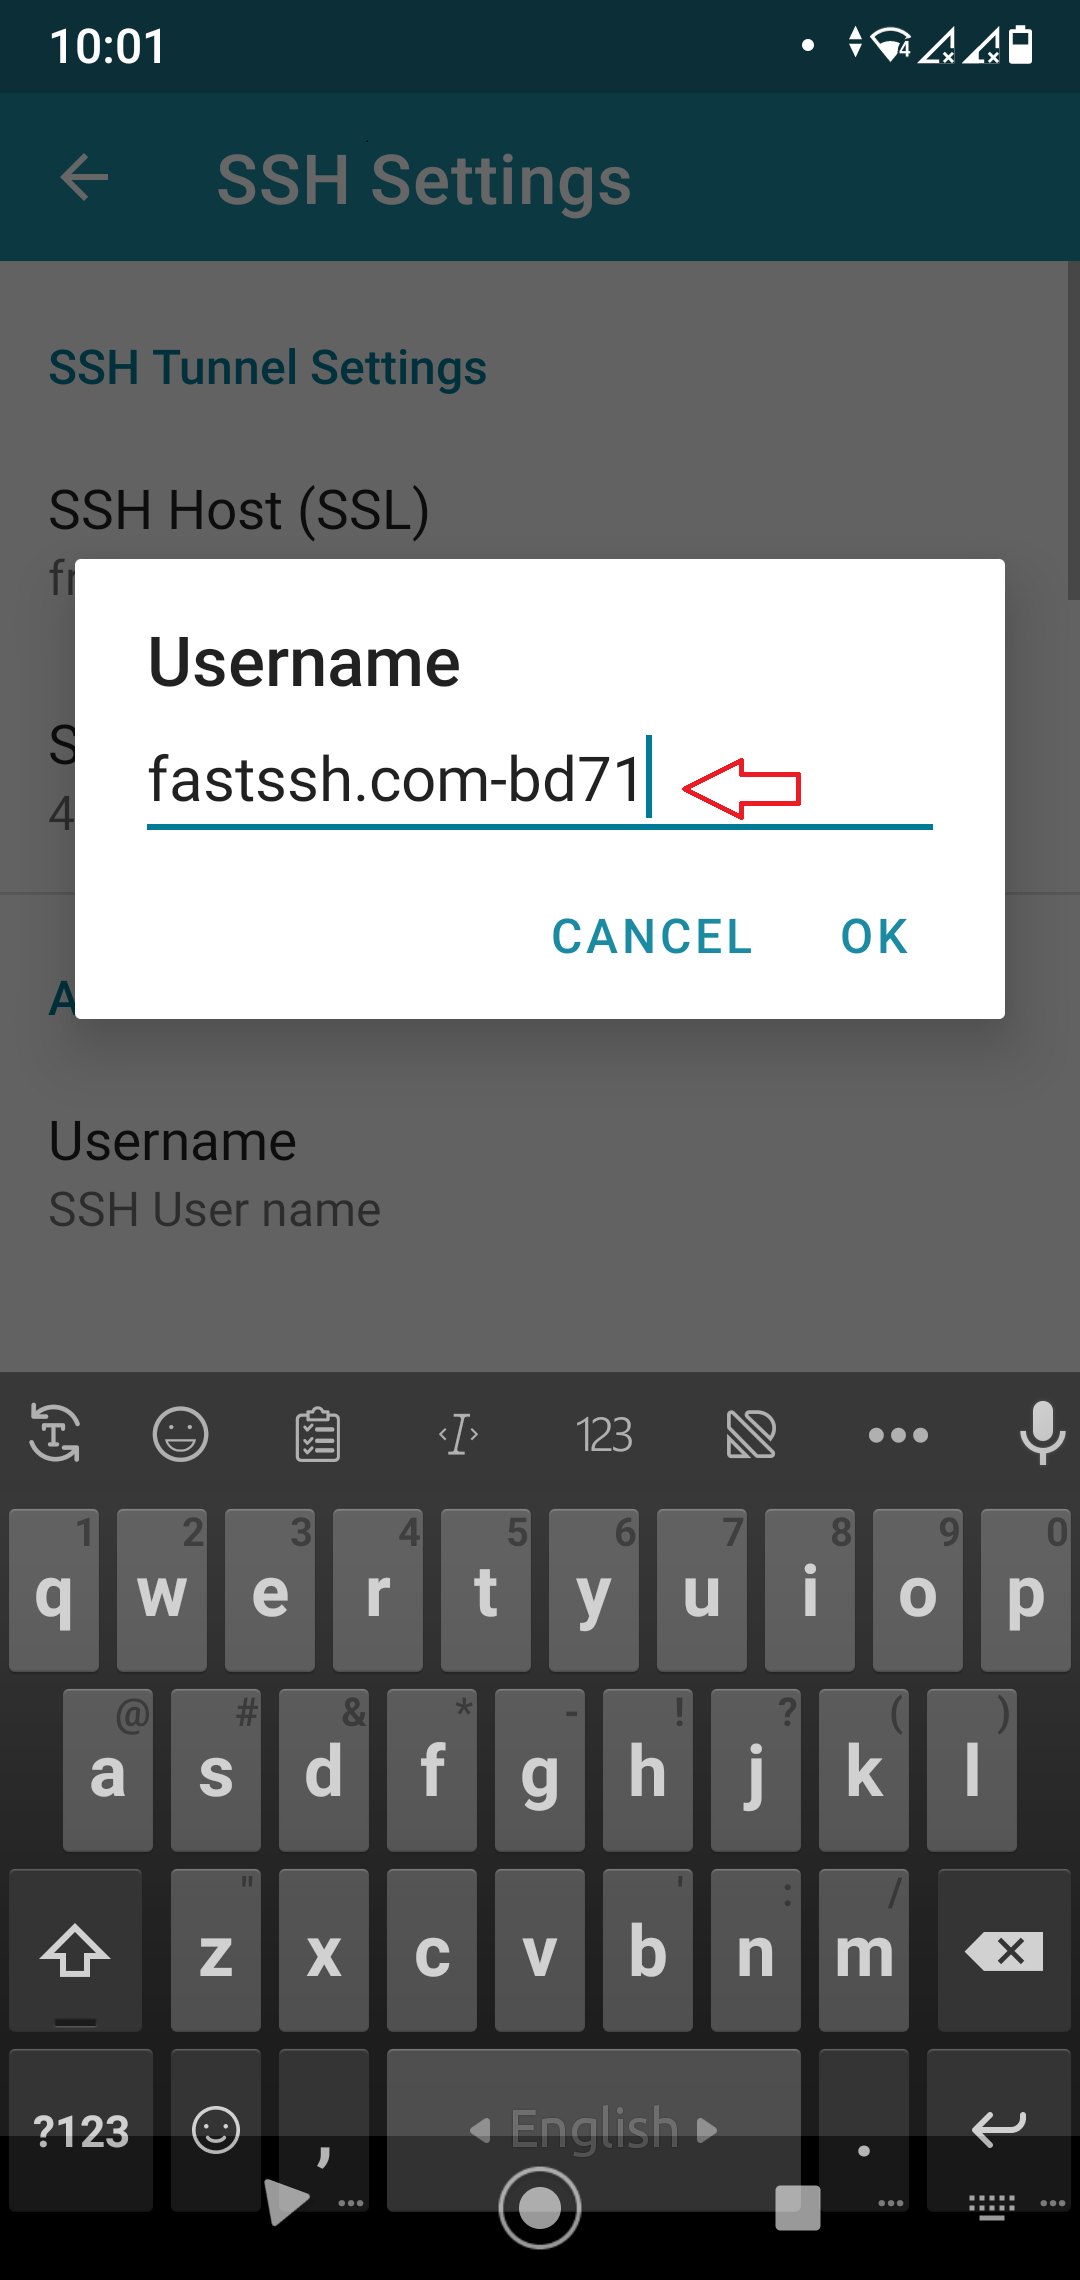 10:01
4
SSH Settings
SSH Tunnel Settings
SSH Host (SSL)
fr
Username
S
fastssh.com-bd71
4
CANCEL OK
A
Username
SSH User name
123
1 2 3 4 5 6 7 8 9 0
q w e r t y u i o p
@ # & * - ! ? ( )
a s d f g h j k l
" ' : /
z x c v b n m
?123 , English .